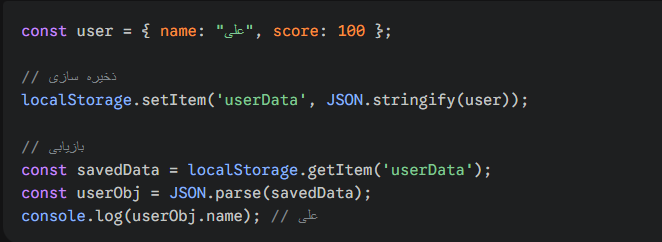 const user = { name: "علی", score: 100 };
// ذخیره سازی
localStorage.setItem('userData', JSON.stringify(user));
// بازیابی
const savedData = localStorage.getItem('userData');
const userObj = JSON.parse(savedData);
console.log(userObj.name); // علی